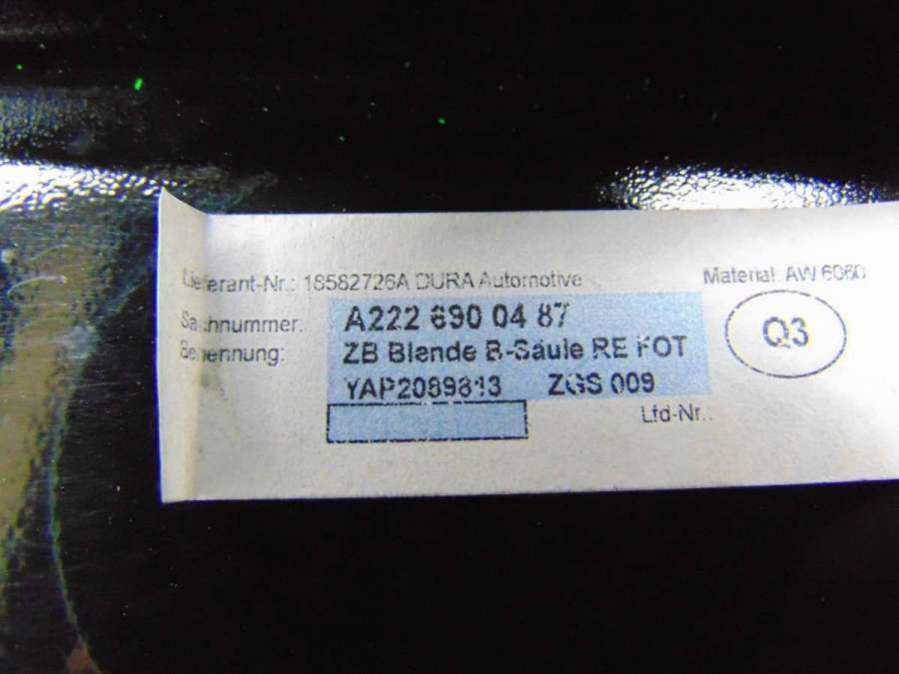 Lieferant-Nr.: 18582726A DURA Automotive
Material: AW 6060
Sachnummer: A222 690 04 87
Q3
Benennung: ZB Blende B-Säule RE FOT
YAP2089813 ZGS 009
Lfd-Nr.: